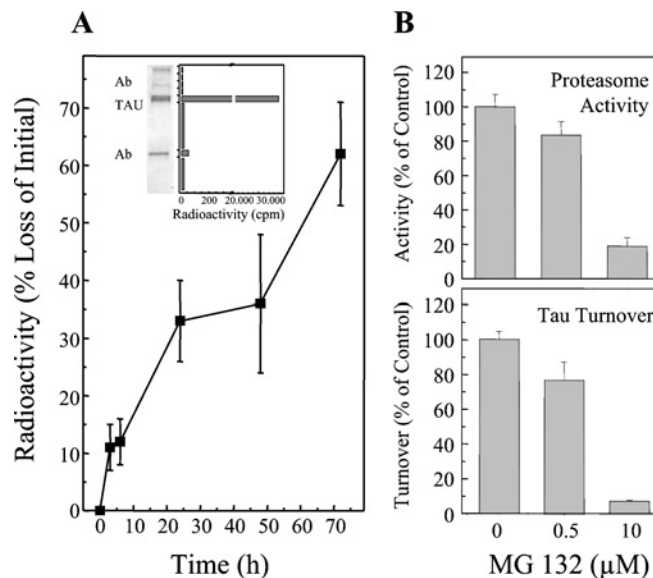 A
Radioactivity (% Loss of Initial)
70
60
50
40
30
20
10
0
0 10 20 30 40 50 60 70
Time (h)
Ab
TAU
Ab
0 200 20.000 30.000
Radioactivity (cpm)
B
Proteasome
Activity
Activity (% of Control)
120
100
80
60
40
20
0
Tau Turnover
Turnover (% of Control)
120
100
80
60
40
20
0
0 0.5 10
MG 132 (µM)